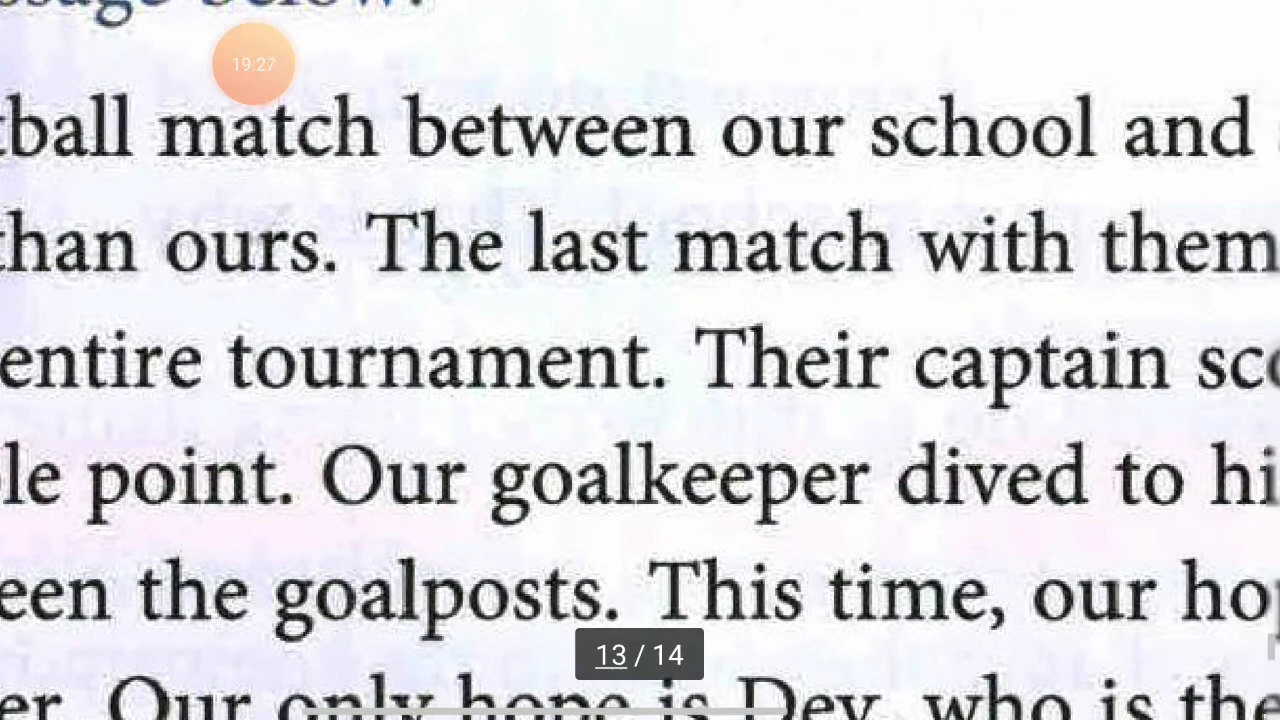 ssage below.
19:27
tball match between our school and
than ours. The last match with them
entire tournament. Their captain sc
le point. Our goalkeeper dived to hi
een the goalposts. This time, our ho
13 / 14
er. Our only hope is Dev, who is the